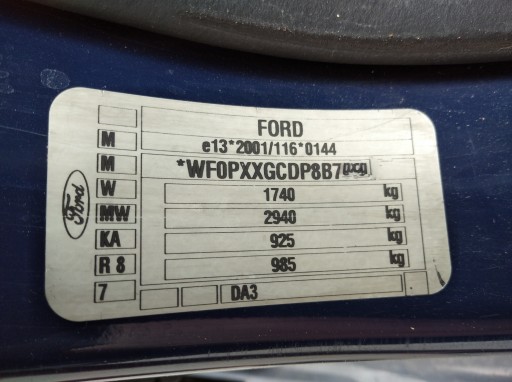 FORD
M e13*2001/116*0144
M *WF0PXXGCDP8B7
W 1740 kg
MW 2940 kg
KA 925 kg
R 8 985 kg
7 DA3
Ford